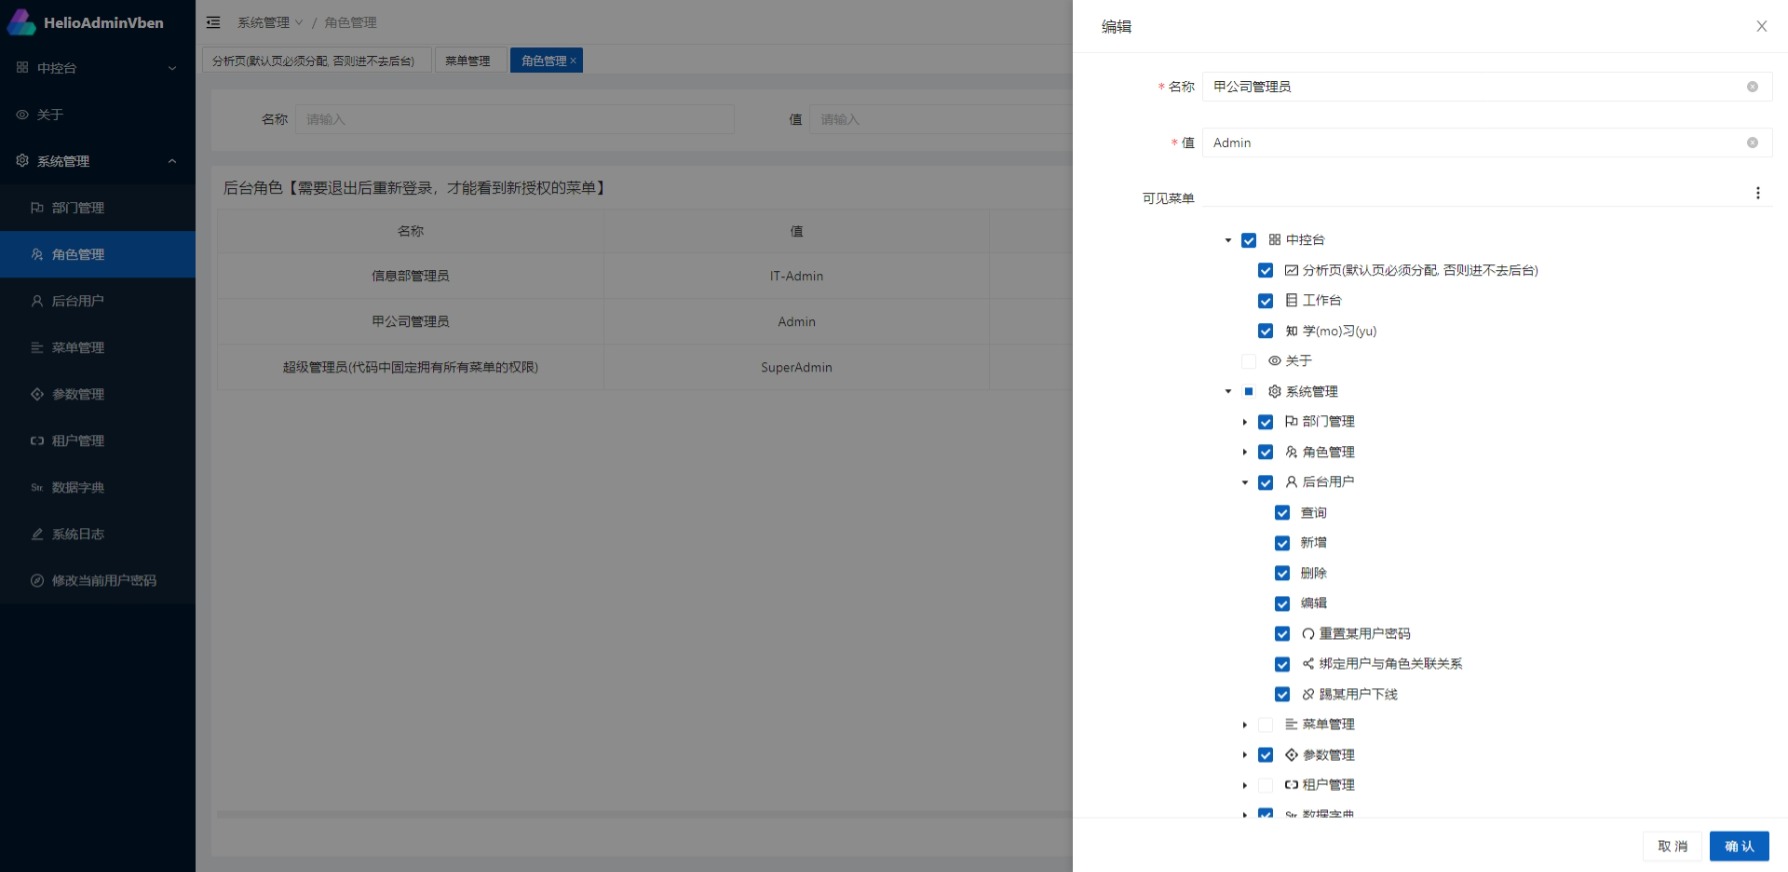 HelioAdminVben
中控台
关于
系统管理
部门管理
角色管理
后台用户
菜单管理
参数管理
租户管理
Str. 数据字典
系统日志
修改当前用户密码
系统管理 / 角色管理
分析页(默认页必须分配, 否则进不去后台) 菜单管理 角色管理 ×
名称 请输入 值 请输入
后台角色【需要退出后重新登录，才能看到新授权的菜单】
名称 值
信息部管理员 IT-Admin
甲公司管理员 Admin
超级管理员(代码中固定拥有所有菜单的权限) SuperAdmin
编辑
* 名称 甲公司管理员
* 值 Admin
可见菜单
中控台
分析页(默认页必须分配, 否则进不去后台)
工作台
知 学(mo)习(yu)
关于
系统管理
部门管理
角色管理
后台用户
查询
新增
删除
编辑
重置某用户密码
绑定用户与角色关联关系
踢某用户下线
菜单管理
参数管理
租户管理
Str. 数据字典
取 消 确 认